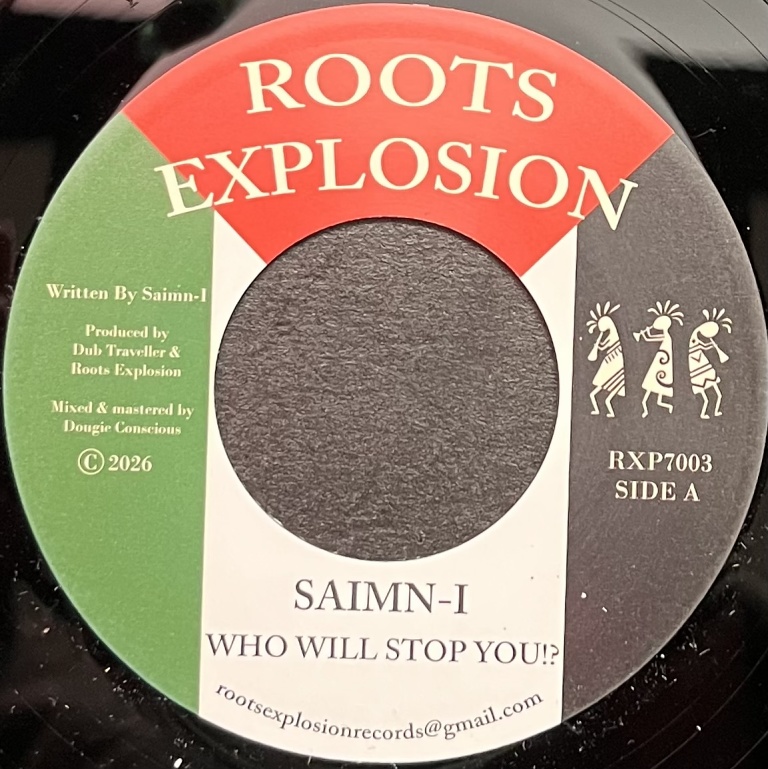 ROOTS
EXPLOSION
Written By Saimn-I
Produced by
Dub Traveller &
Roots Explosion
Mixed & mastered by
Dougie Conscious
© 2026
RXP7003
SIDE A
SAIMN-I
WHO WILL STOP YOU!?
rootsexplosionrecords@gmail.com